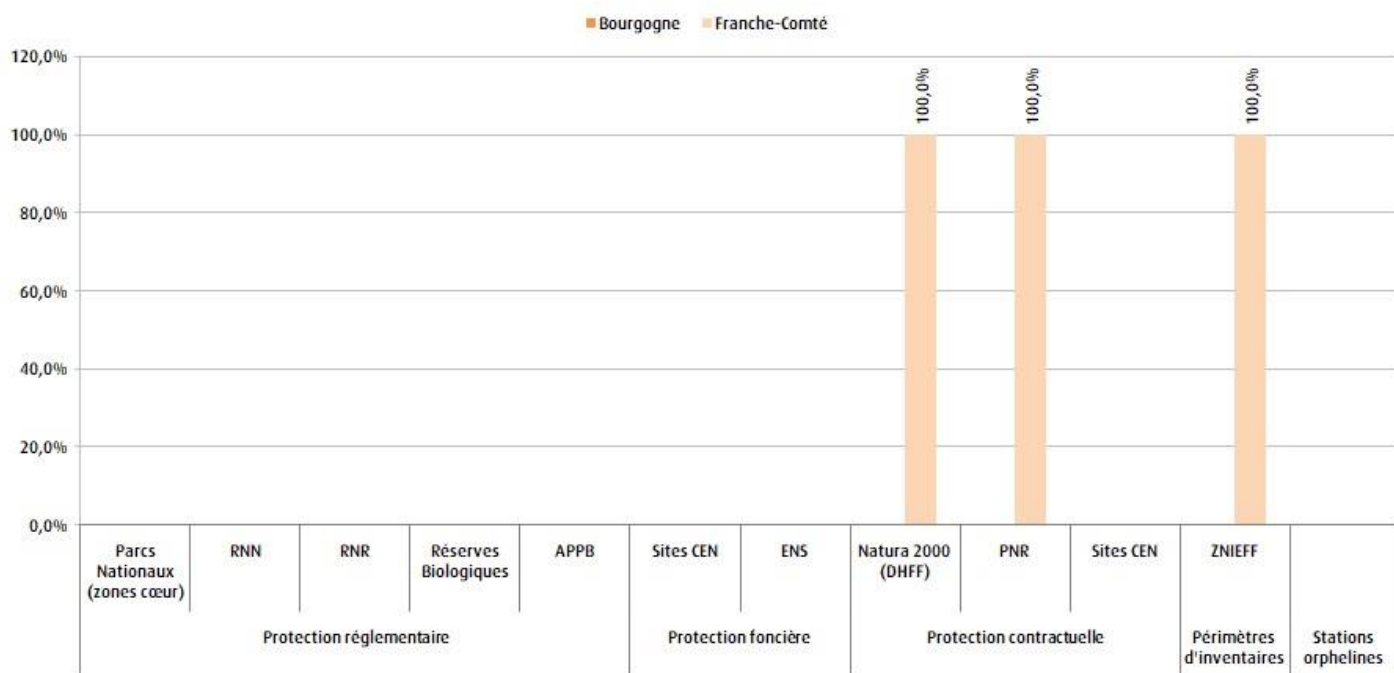 Bourgogne Franche-Comté
120,0%
100,0%
80,0%
60,0%
40,0%
20,0%
0,0%
100,0%
100,0%
100,0%
Parcs
Nationaux
(zones cœur)
RNN
RNR
Réserves
Biologiques
APPB
Sites CEN
ENS
Natura 2000
(DHFF)
PNR
Sites CEN
ZNIEFF
Protection réglementaire
Protection foncière
Protection contractuelle
Périmètres
d'inventaires
Stations
orphelines